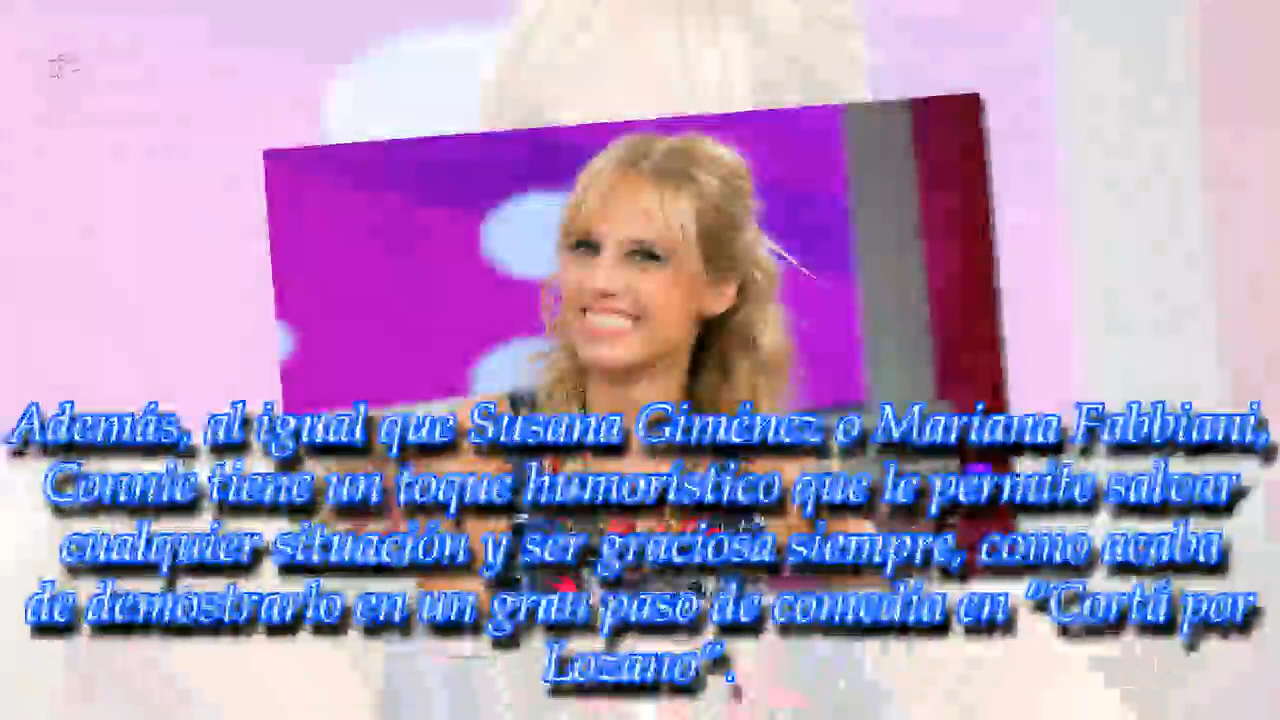 Además, al igual que Susana Giménez o Mariana Fabbiani,
Connie tiene un toque humorístico que le permite salvar
cualquier situación y ser graciosa siempre, como acaba
de demostrarlo en un gran paso de comedia en "Cortá por
Lozano".